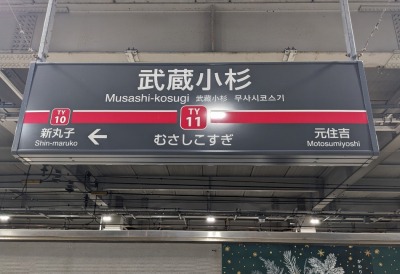 武蔵小杉
Musashi-kosugi 武蔵小杉 무사시코스기
TY
10
TY
11
新丸子
Shin-maruko
むさしこすぎ
元住吉
Motosumiyoshi